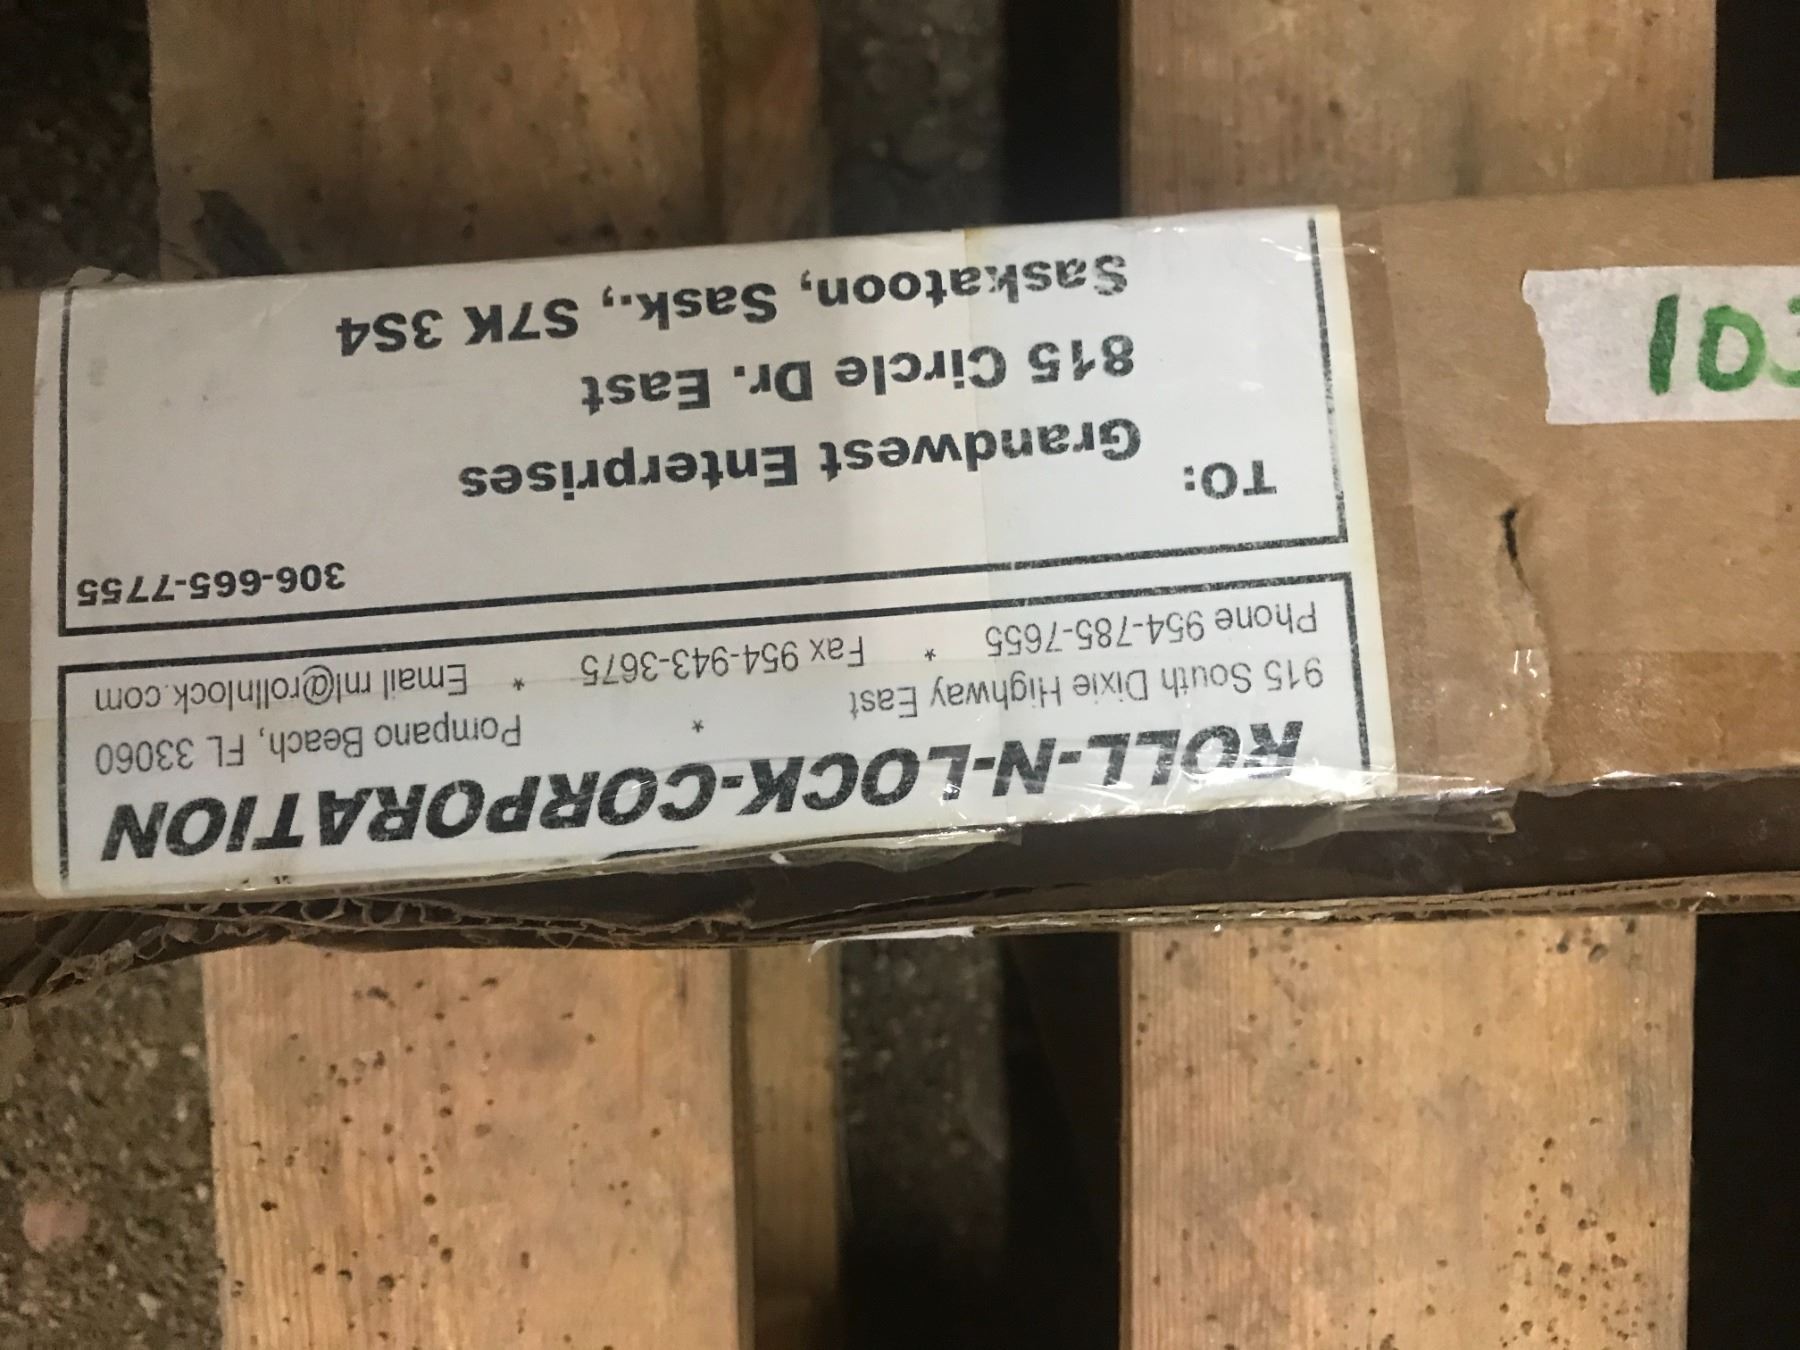 ROLL-N-LOCK-CORPORATION
915 South Dixie Highway East * Pompano Beach, FL 33060
Phone 954-785-7655 * Fax 954-943-3675 * Email rnl@rollnlock.com
306-665-7755
TO:
Grandwest Enterprises
815 Circle Dr. East
Saskatoon, Sask., S7K 3S4